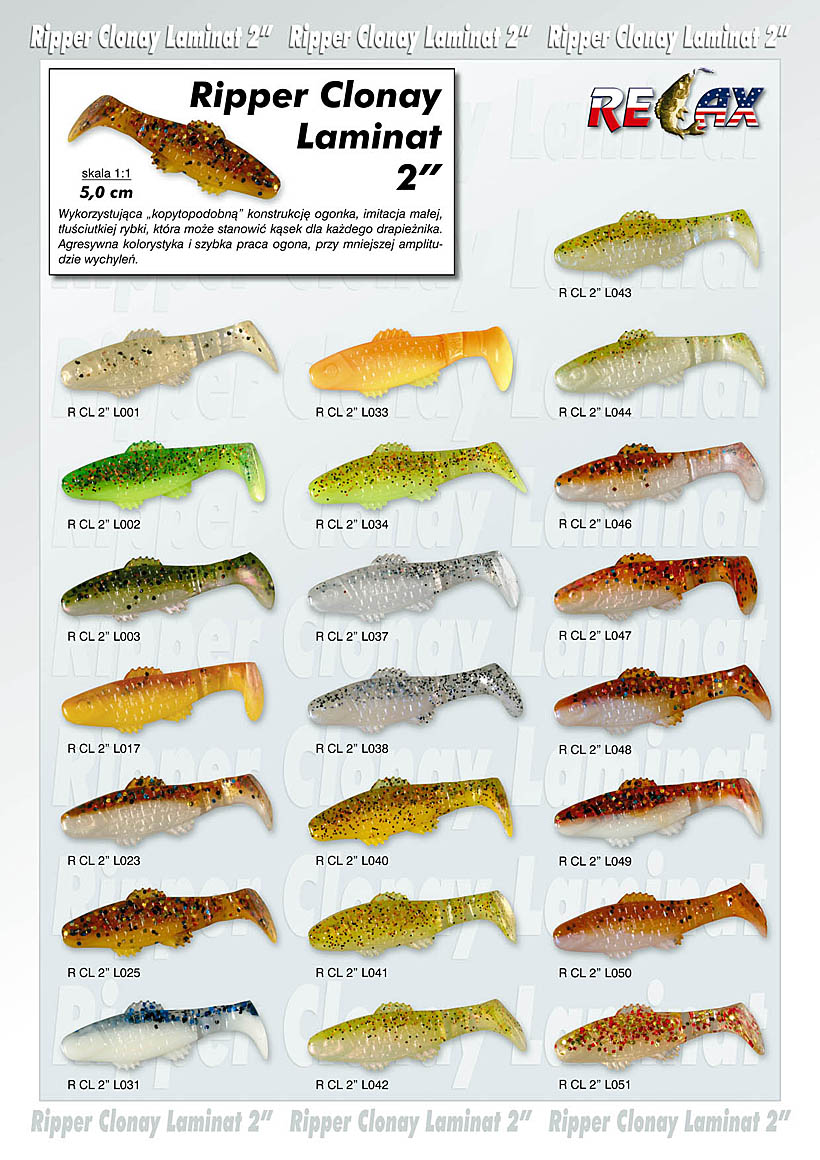 Ripper Clonay Laminat 2” Ripper Clonay Laminat 2” Ripper Clonay Laminat 2”
Ripper Clonay
Laminat
2”
skala 1:1
5,0 cm
Wykorzystująca „kopytopodobną” konstrukcję ogonka, imitacja małej,
tłuściutkiej rybki, która może stanowić kąsek dla każdego drapieżnika.
Agresywna kolorystyka i szybka praca ogona, przy mniejszej amplitu-
dzie wychyleń.
RELAX
R CL 2” L043
R CL 2” L001
R CL 2” L033
R CL 2” L044
R CL 2” L002
R CL 2” L034
R CL 2” L046
R CL 2” L003
R CL 2” L037
R CL 2” L047
R CL 2” L017
R CL 2” L038
R CL 2” L048
R CL 2” L023
R CL 2” L040
R CL 2” L049
R CL 2” L025
R CL 2” L041
R CL 2” L050
R CL 2” L031
R CL 2” L042
R CL 2” L051
Ripper Clonay Laminat 2” Ripper Clonay Laminat 2” Ripper Clonay Laminat 2”